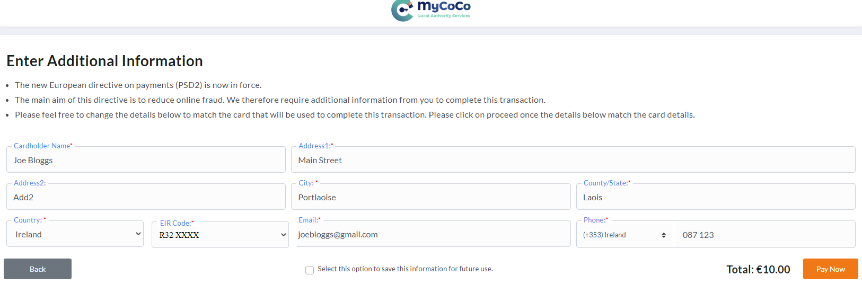 MyCoCo
Local Authority Services
Enter Additional Information
• The new European directive on payments (PSD2) is now in force.
• The main aim of this directive is to reduce online fraud. We therefore require additional information from you to complete this transaction.
• Please feel free to change the details below to match the card that will be used to complete this transaction. Please click on proceed once the details below match the card details.
Cardholder Name* Address1:*
Joe Bloggs Main Street
Address2: City: * County/State:*
Add2 Portlaoise Laois
Country: * EIR Code:* Email:* Phone:*
Ireland R32 XXXX joebloggs@gmail.com (+353) Ireland 087 123
Back Select this option to save this information for future use. Total: €10.00 Pay Now